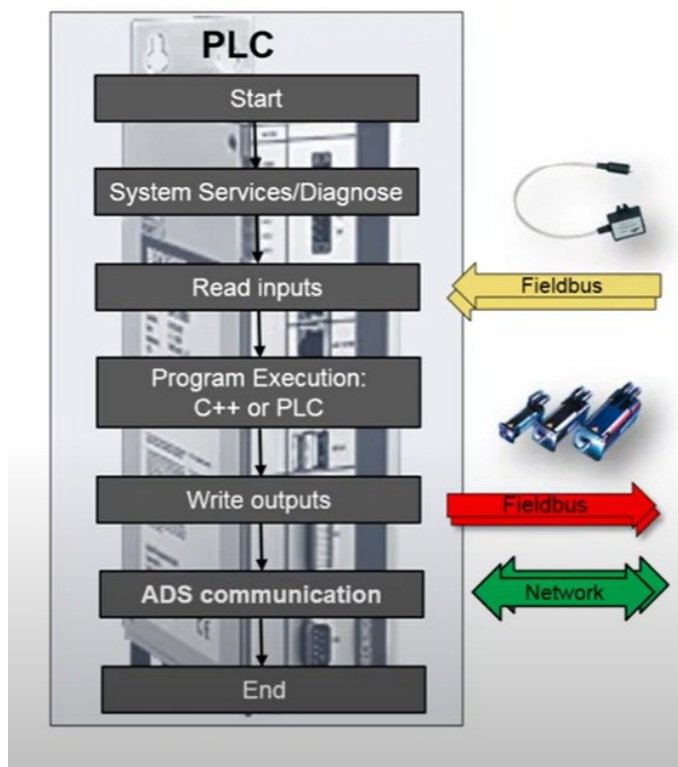 PLC
Start
System Services/Diagnose
Read inputs
Fieldbus
Program Execution:
C++ or PLC
Write outputs
Fieldbus
ADS communication
Network
End